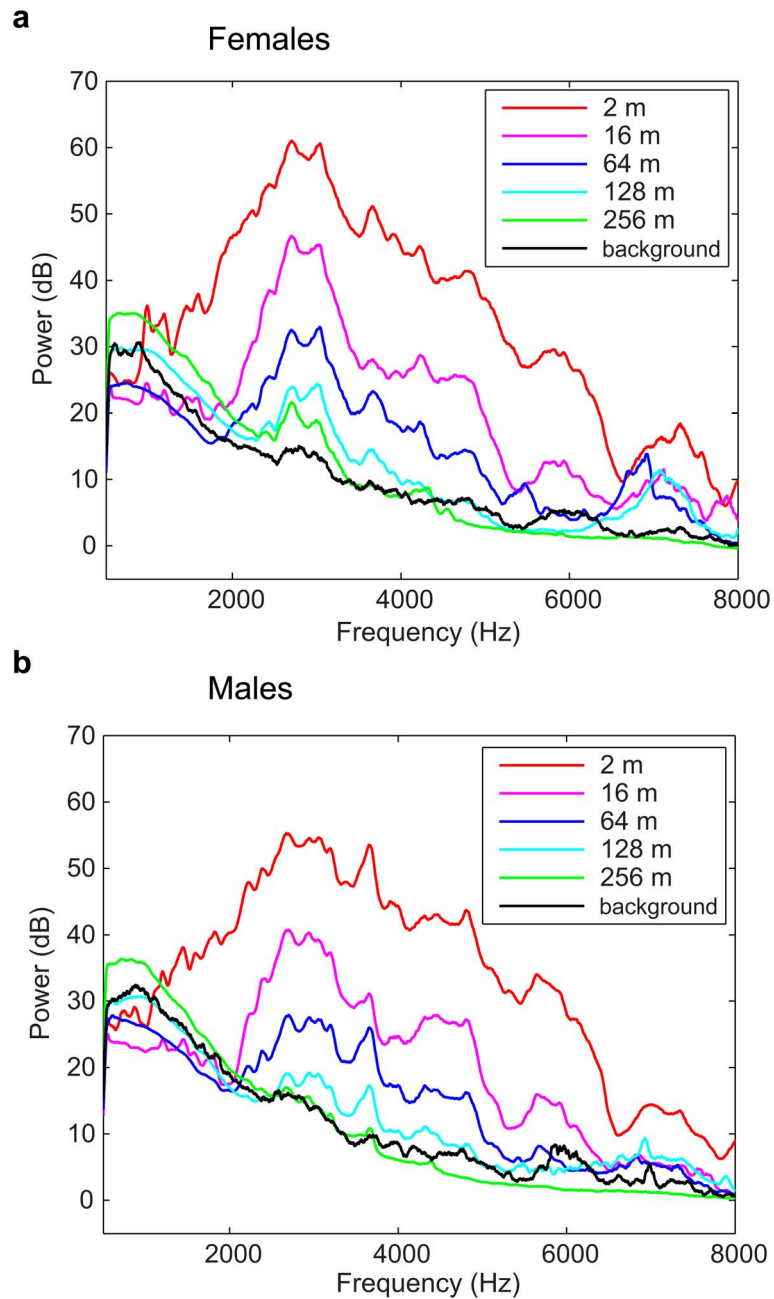 a
Females
70
60
50
40
30
20
10
0
Power (dB)
2 m
16 m
64 m
128 m
256 m
background
2000
4000
6000
8000
Frequency (Hz)
b
Males
70
60
50
40
30
20
10
0
Power (dB)
2 m
16 m
64 m
128 m
256 m
background
2000
4000
6000
8000
Frequency (Hz)